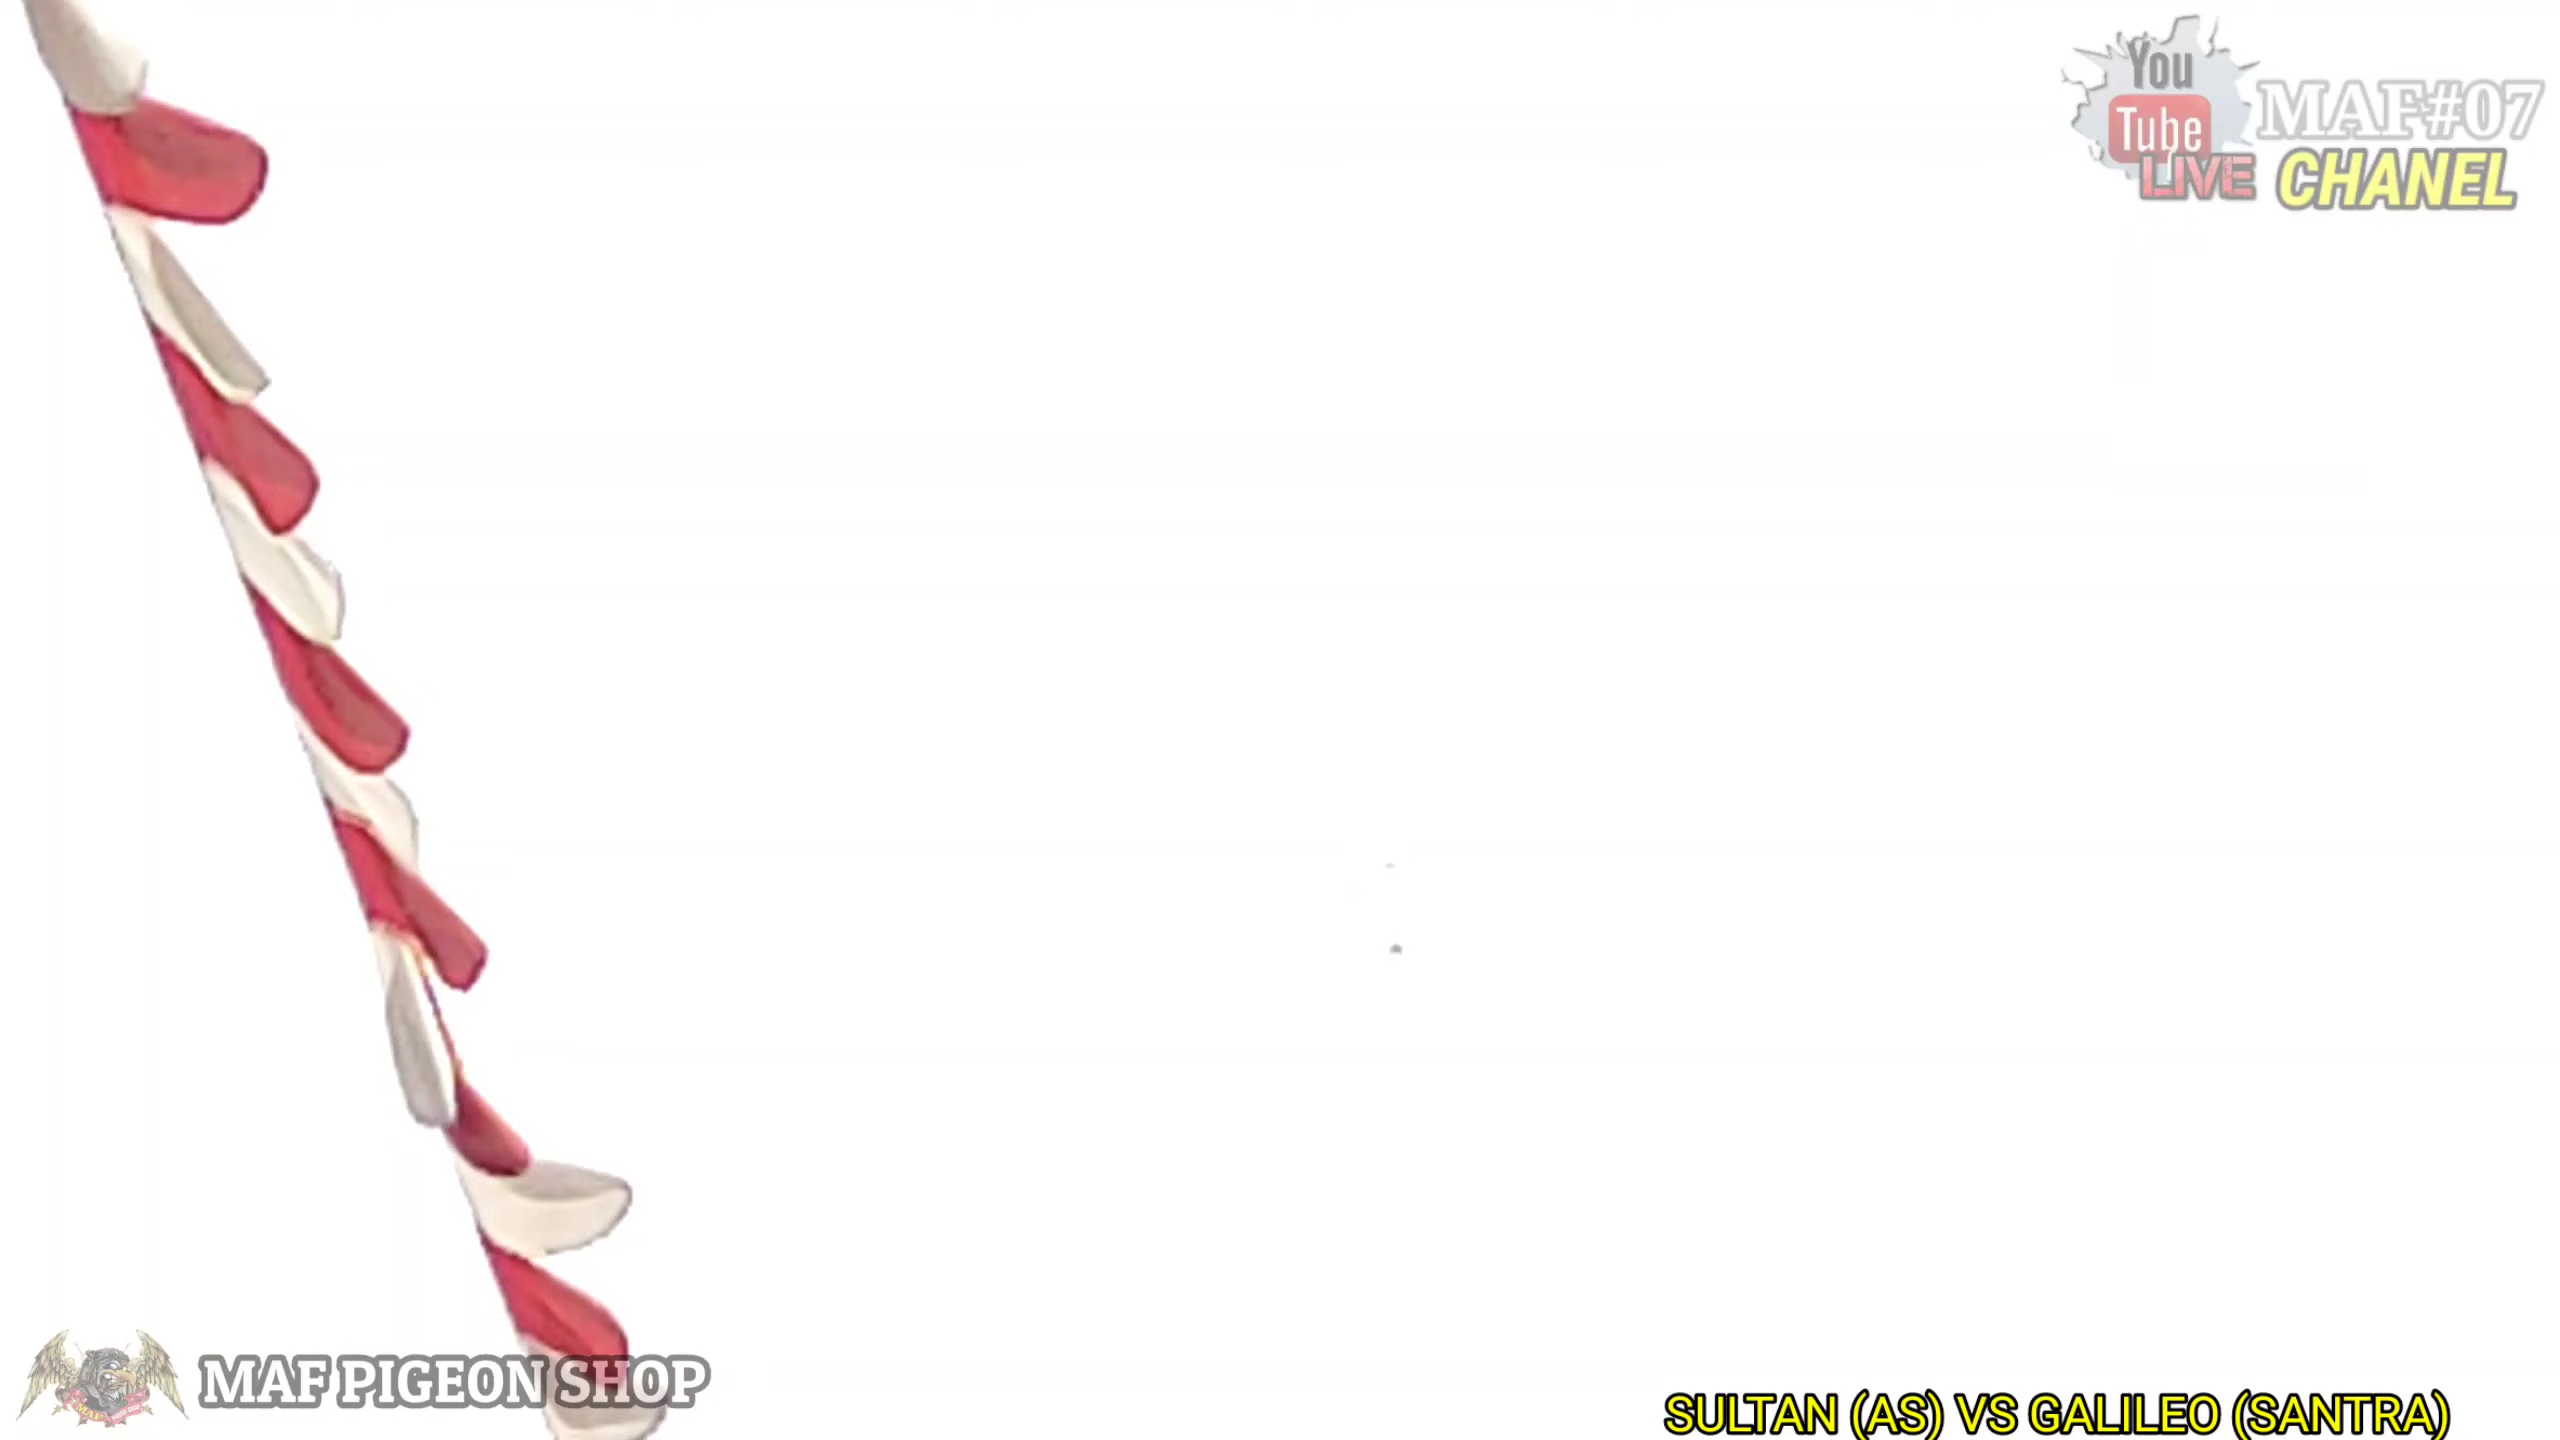 You
Tube
LIVE
MAF#07
CHANEL
MAF PIGEON SHOP
SULTAN (AS) VS GALILEO (SANTRA)